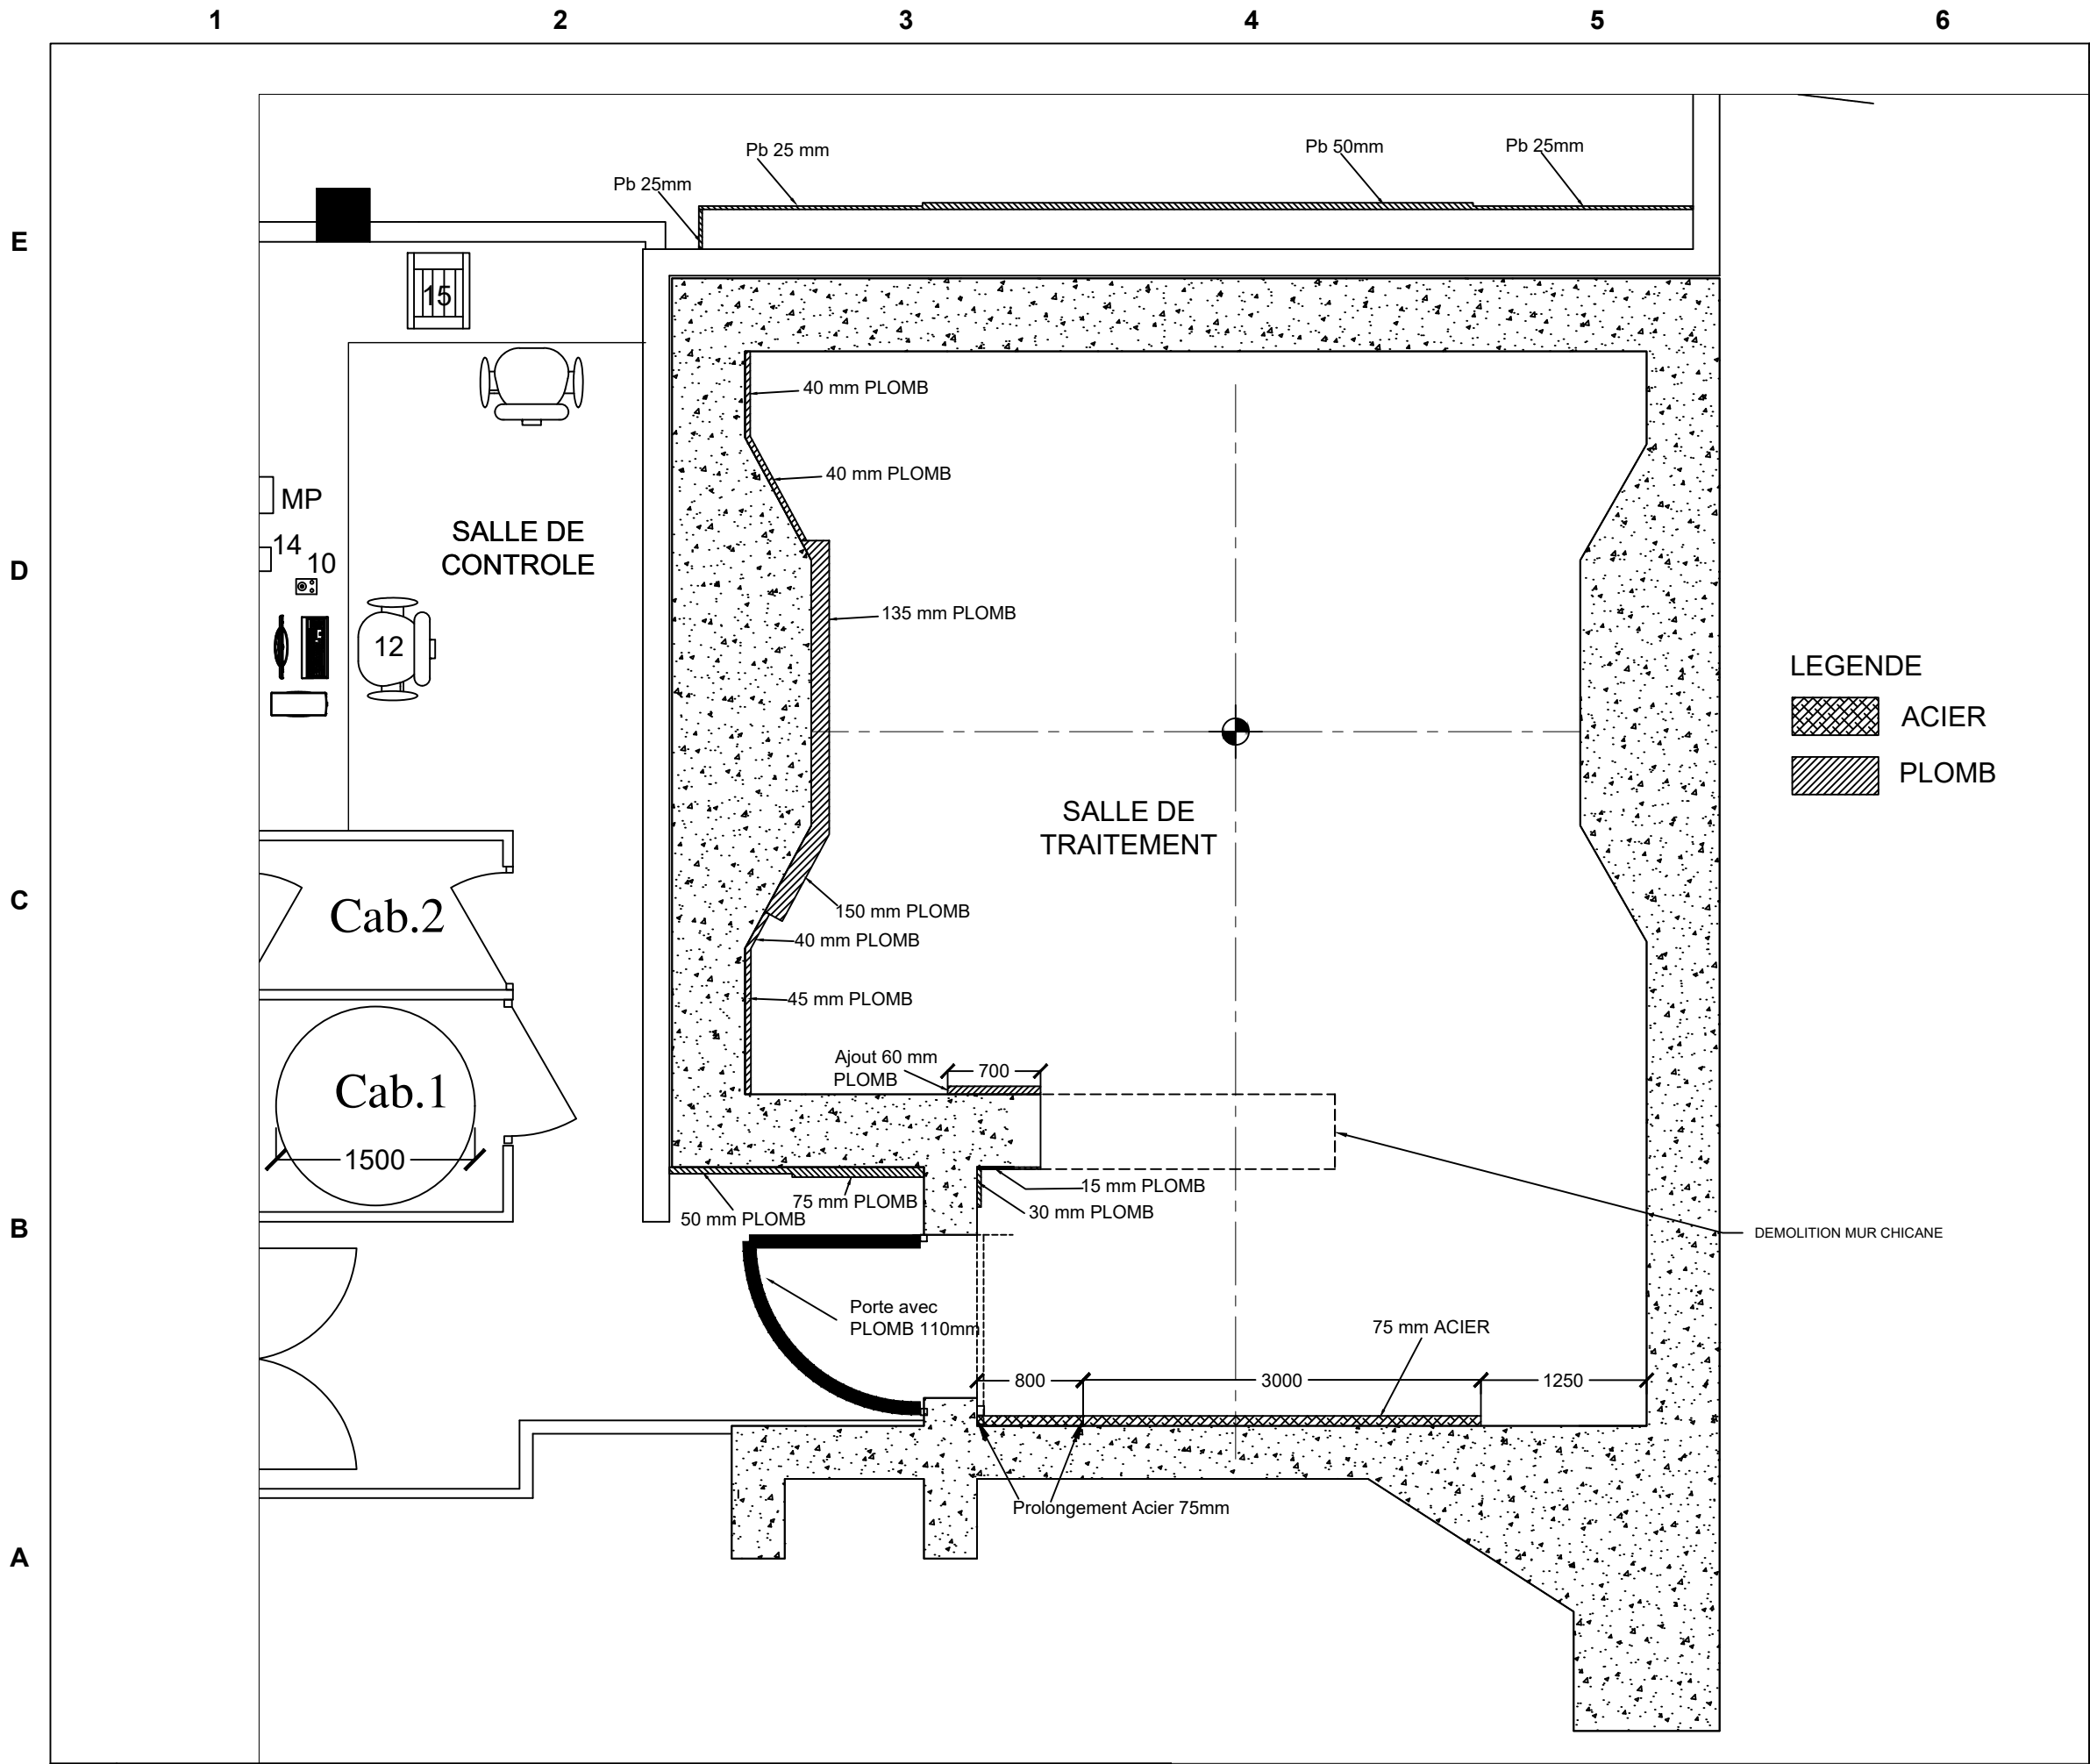 1 2 3 4 5 6
Pb 25 mm
Pb 50mm
Pb 25mm
Pb 25mm
E
15
40 mm PLOMB
40 mm PLOMB
MP
SALLE DE
CONTROLE
14
10
D
135 mm PLOMB
12
LEGENDE
ACIER
PLOMB
SALLE DE
TRAITEMENT
C
Cab.2
150 mm PLOMB
40 mm PLOMB
45 mm PLOMB
Ajout 60 mm
PLOMB
700
Cab.1
1500
15 mm PLOMB
75 mm PLOMB
30 mm PLOMB
50 mm PLOMB
B
DEMOLITION MUR CHICANE
Porte avec
PLOMB 110mm
75 mm ACIER
800
3000
1250
Prolongement Acier 75mm
A